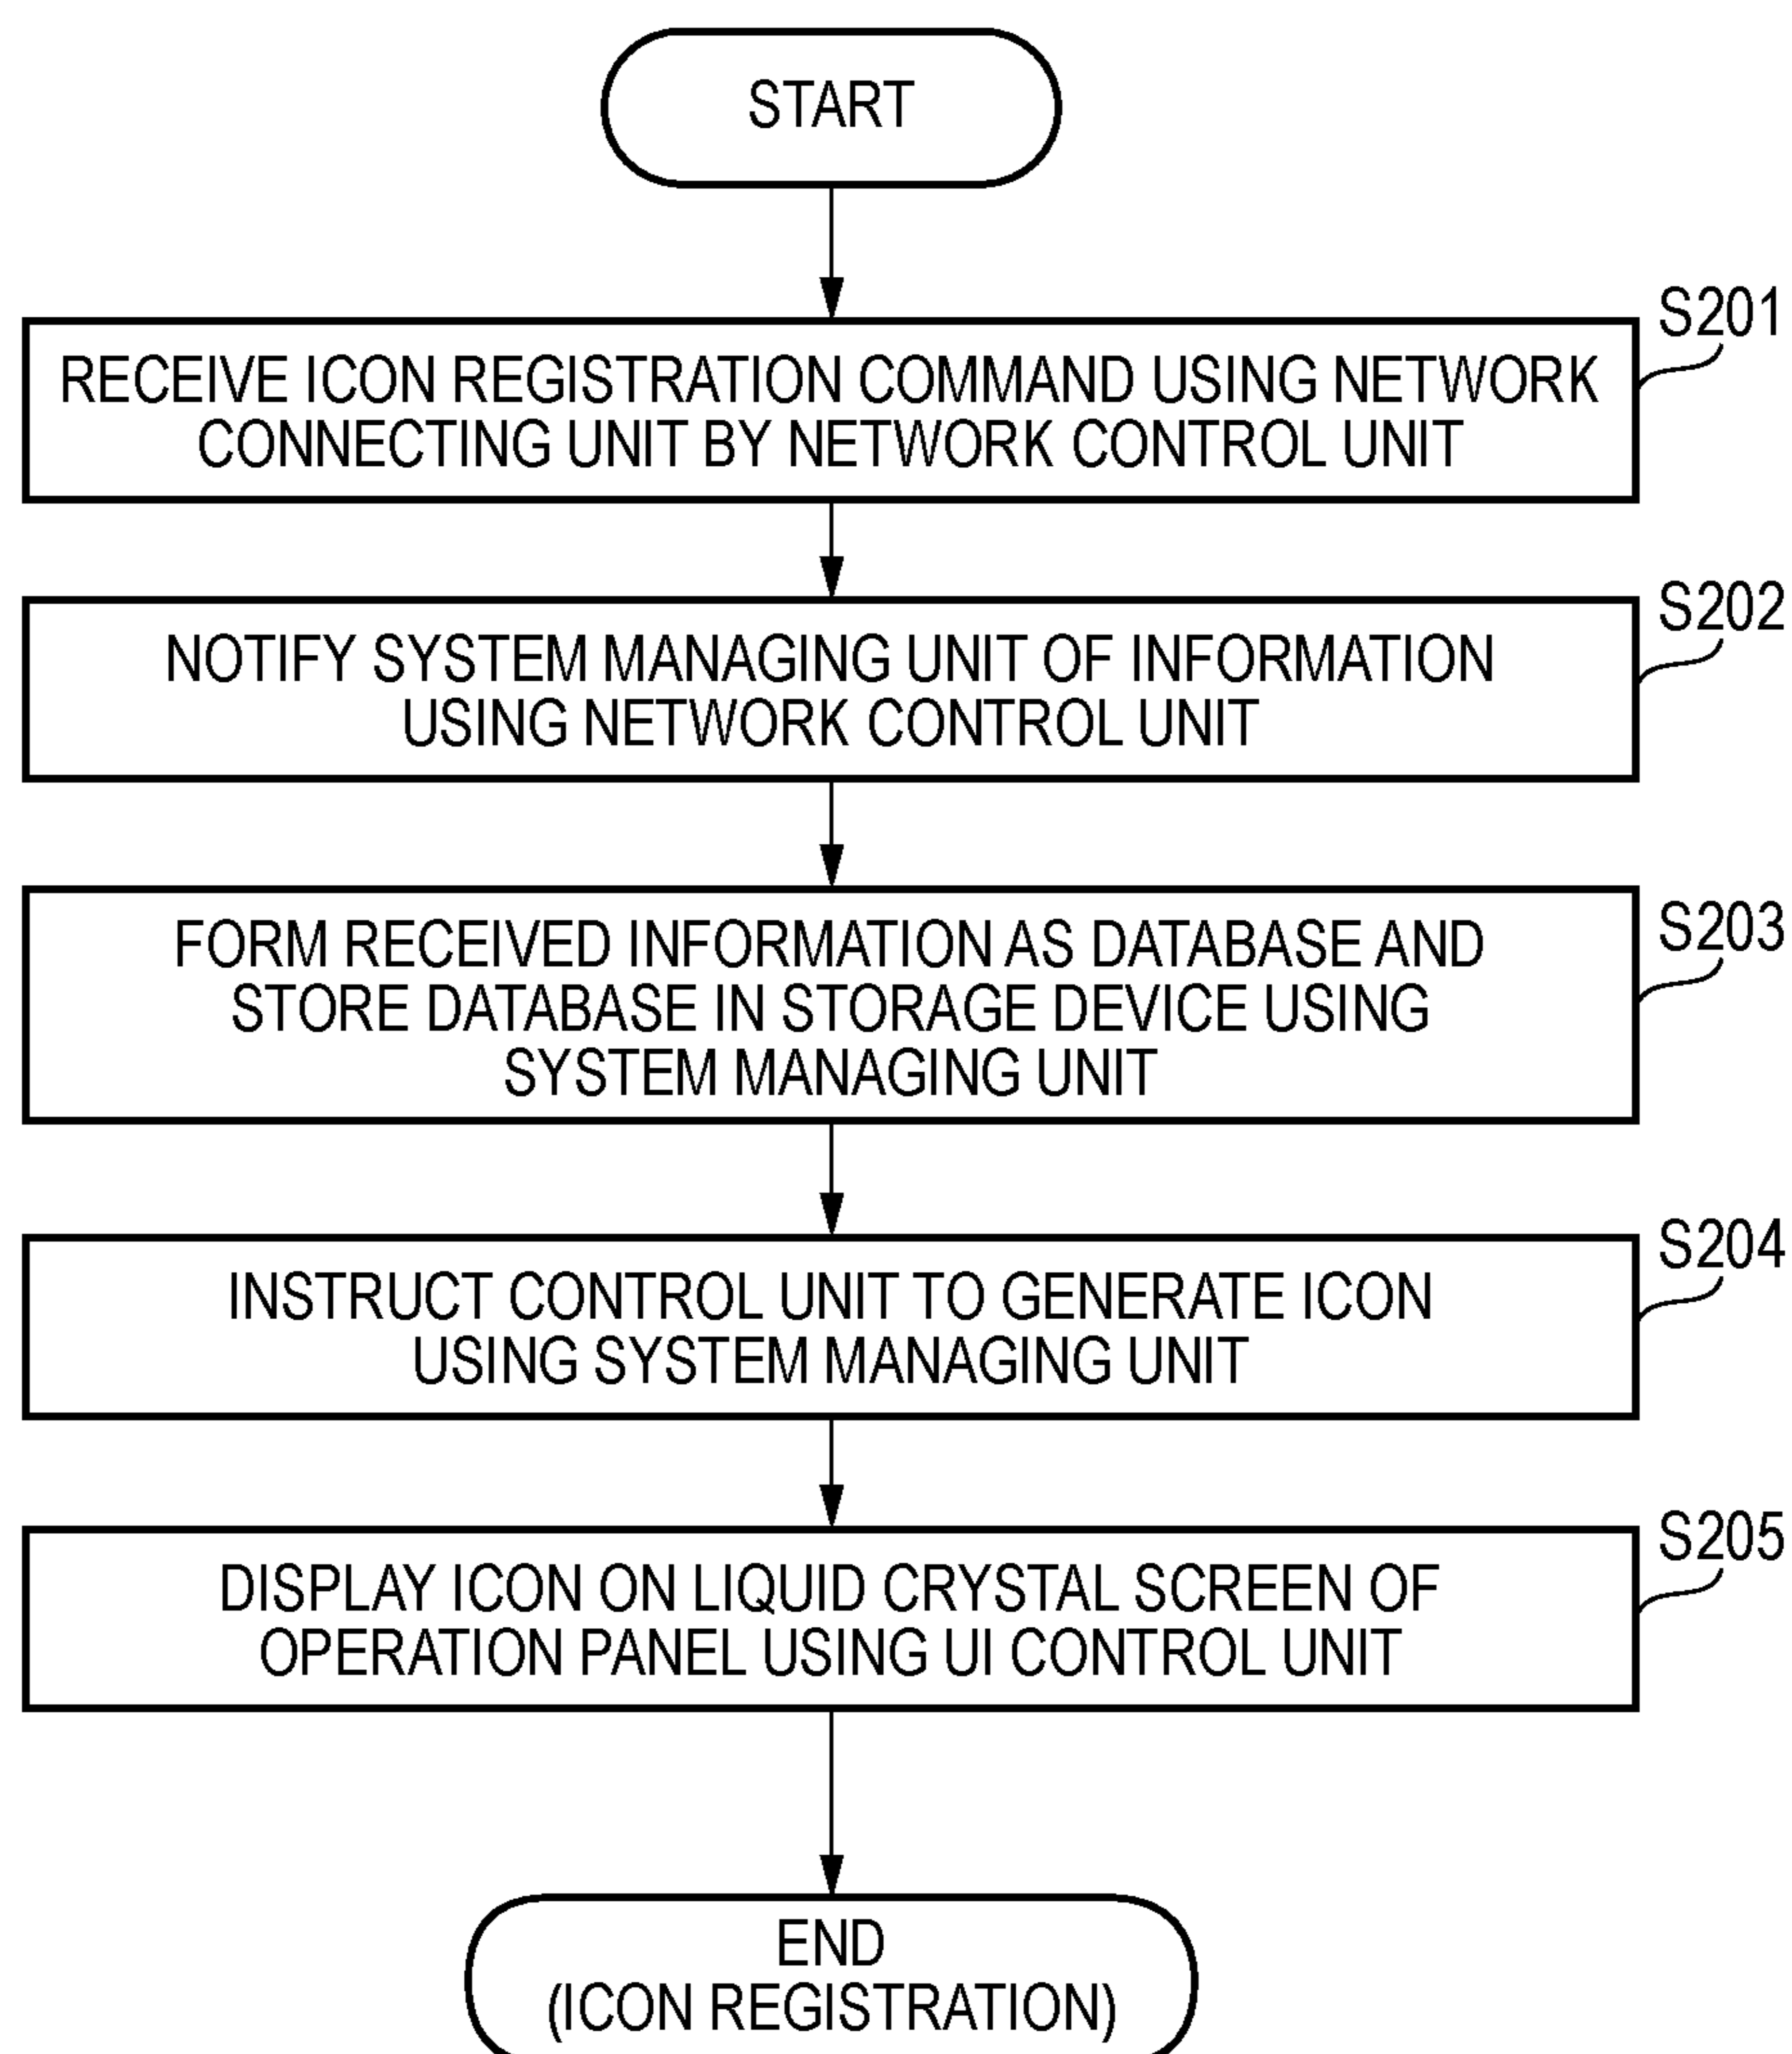 START
S201
RECEIVE ICON REGISTRATION COMMAND USING NETWORK
CONNECTING UNIT BY NETWORK CONTROL UNIT
S202
NOTIFY SYSTEM MANAGING UNIT OF INFORMATION
USING NETWORK CONTROL UNIT
S203
FORM RECEIVED INFORMATION AS DATABASE AND
STORE DATABASE IN STORAGE DEVICE USING
SYSTEM MANAGING UNIT
S204
INSTRUCT CONTROL UNIT TO GENERATE ICON
USING SYSTEM MANAGING UNIT
S205
DISPLAY ICON ON LIQUID CRYSTAL SCREEN OF
OPERATION PANEL USING UI CONTROL UNIT
END
(ICON REGISTRATION)